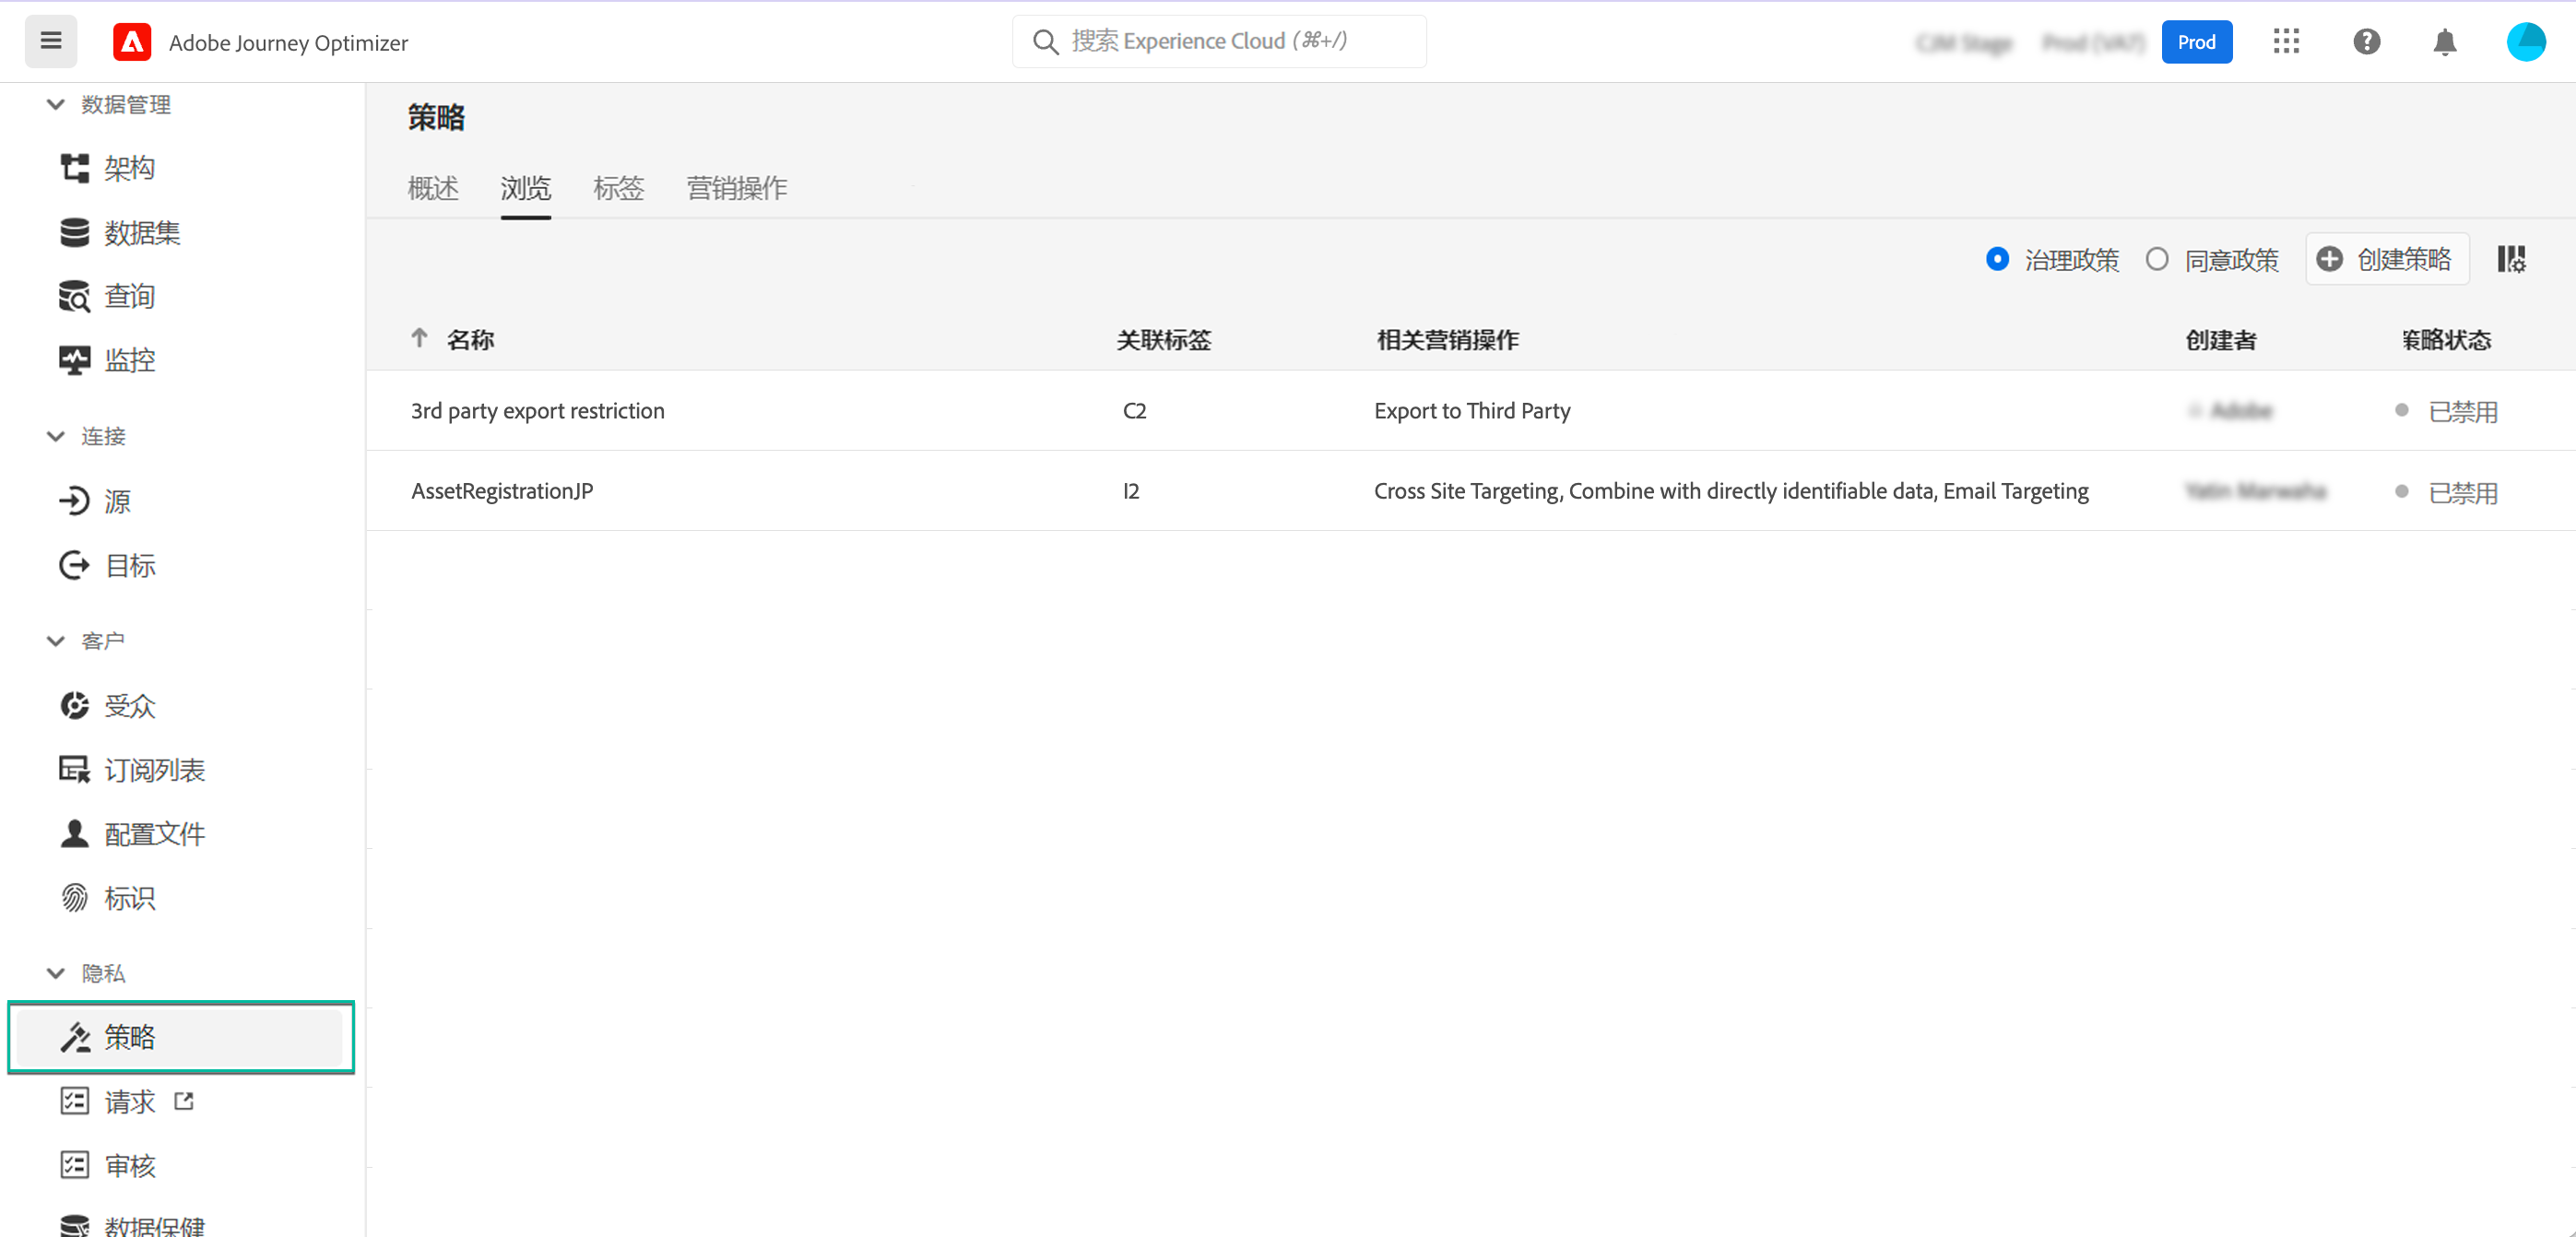 Adobe Journey Optimizer
搜索 Experience Cloud (⌘+/)
Prod
数据管理
架构
数据集
查询
监控
连接
源
目标
客户
受众
订阅列表
配置文件
标识
隐私
策略
请求
审核
数据保健
策略
概述 浏览 标签 营销操作
治理政策 同意政策 创建策略
名称 关联标签 相关营销操作 创建者 策略状态
3rd party export restriction C2 Export to Third Party 已禁用
AssetRegistrationJP I2 Cross Site Targeting, Combine with directly identifiable data, Email Targeting 已禁用